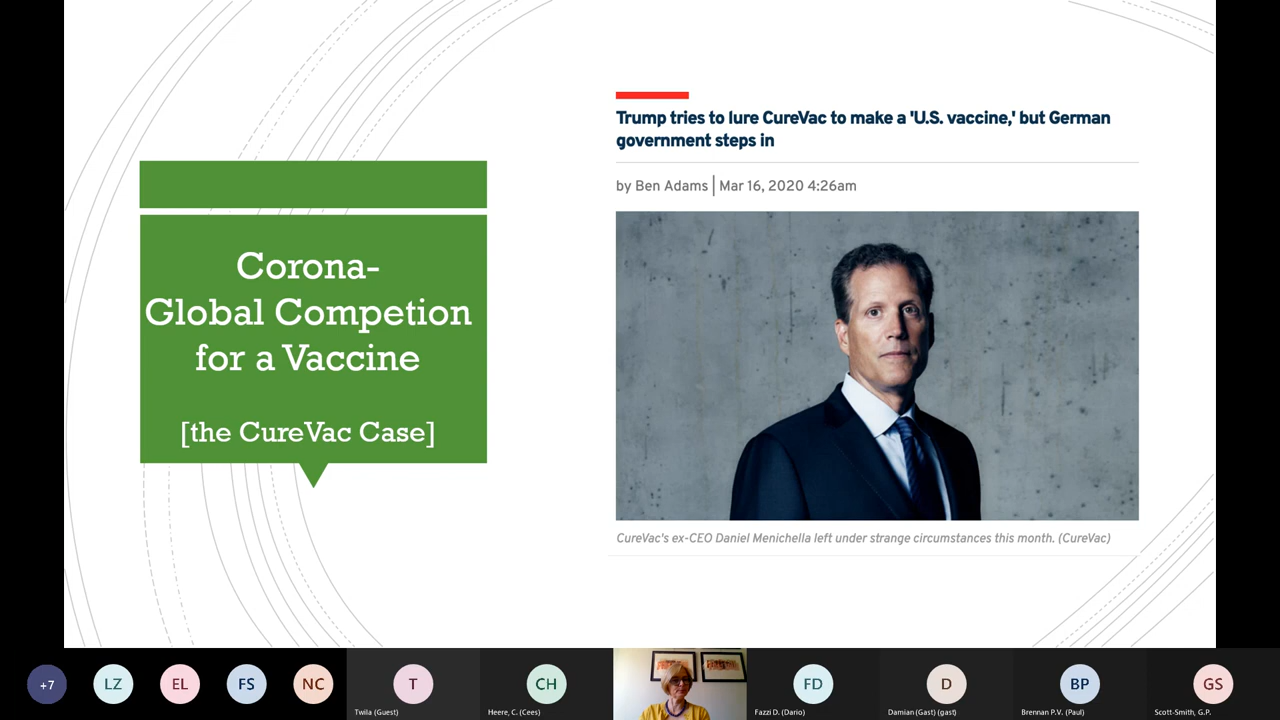 Corona-
Global Competion
for a Vaccine
[the CureVac Case]
Trump tries to lure CureVac to make a 'U.S. vaccine,' but German
government steps in
by Ben Adams | Mar 16, 2020 4:26am
CureVac's ex-CEO Daniel Menichella left under strange circumstances this month. (CureVac)
+7
LZ
EL
FS
NC
T
Twila (Guest)
CH
Heere, C. (Cees)
FD
Fazzi D. (Dario)
D
Damian (Gast) (gast)
BP
Brennan P.V. (Paul)
GS
Scott-Smith, G.P.